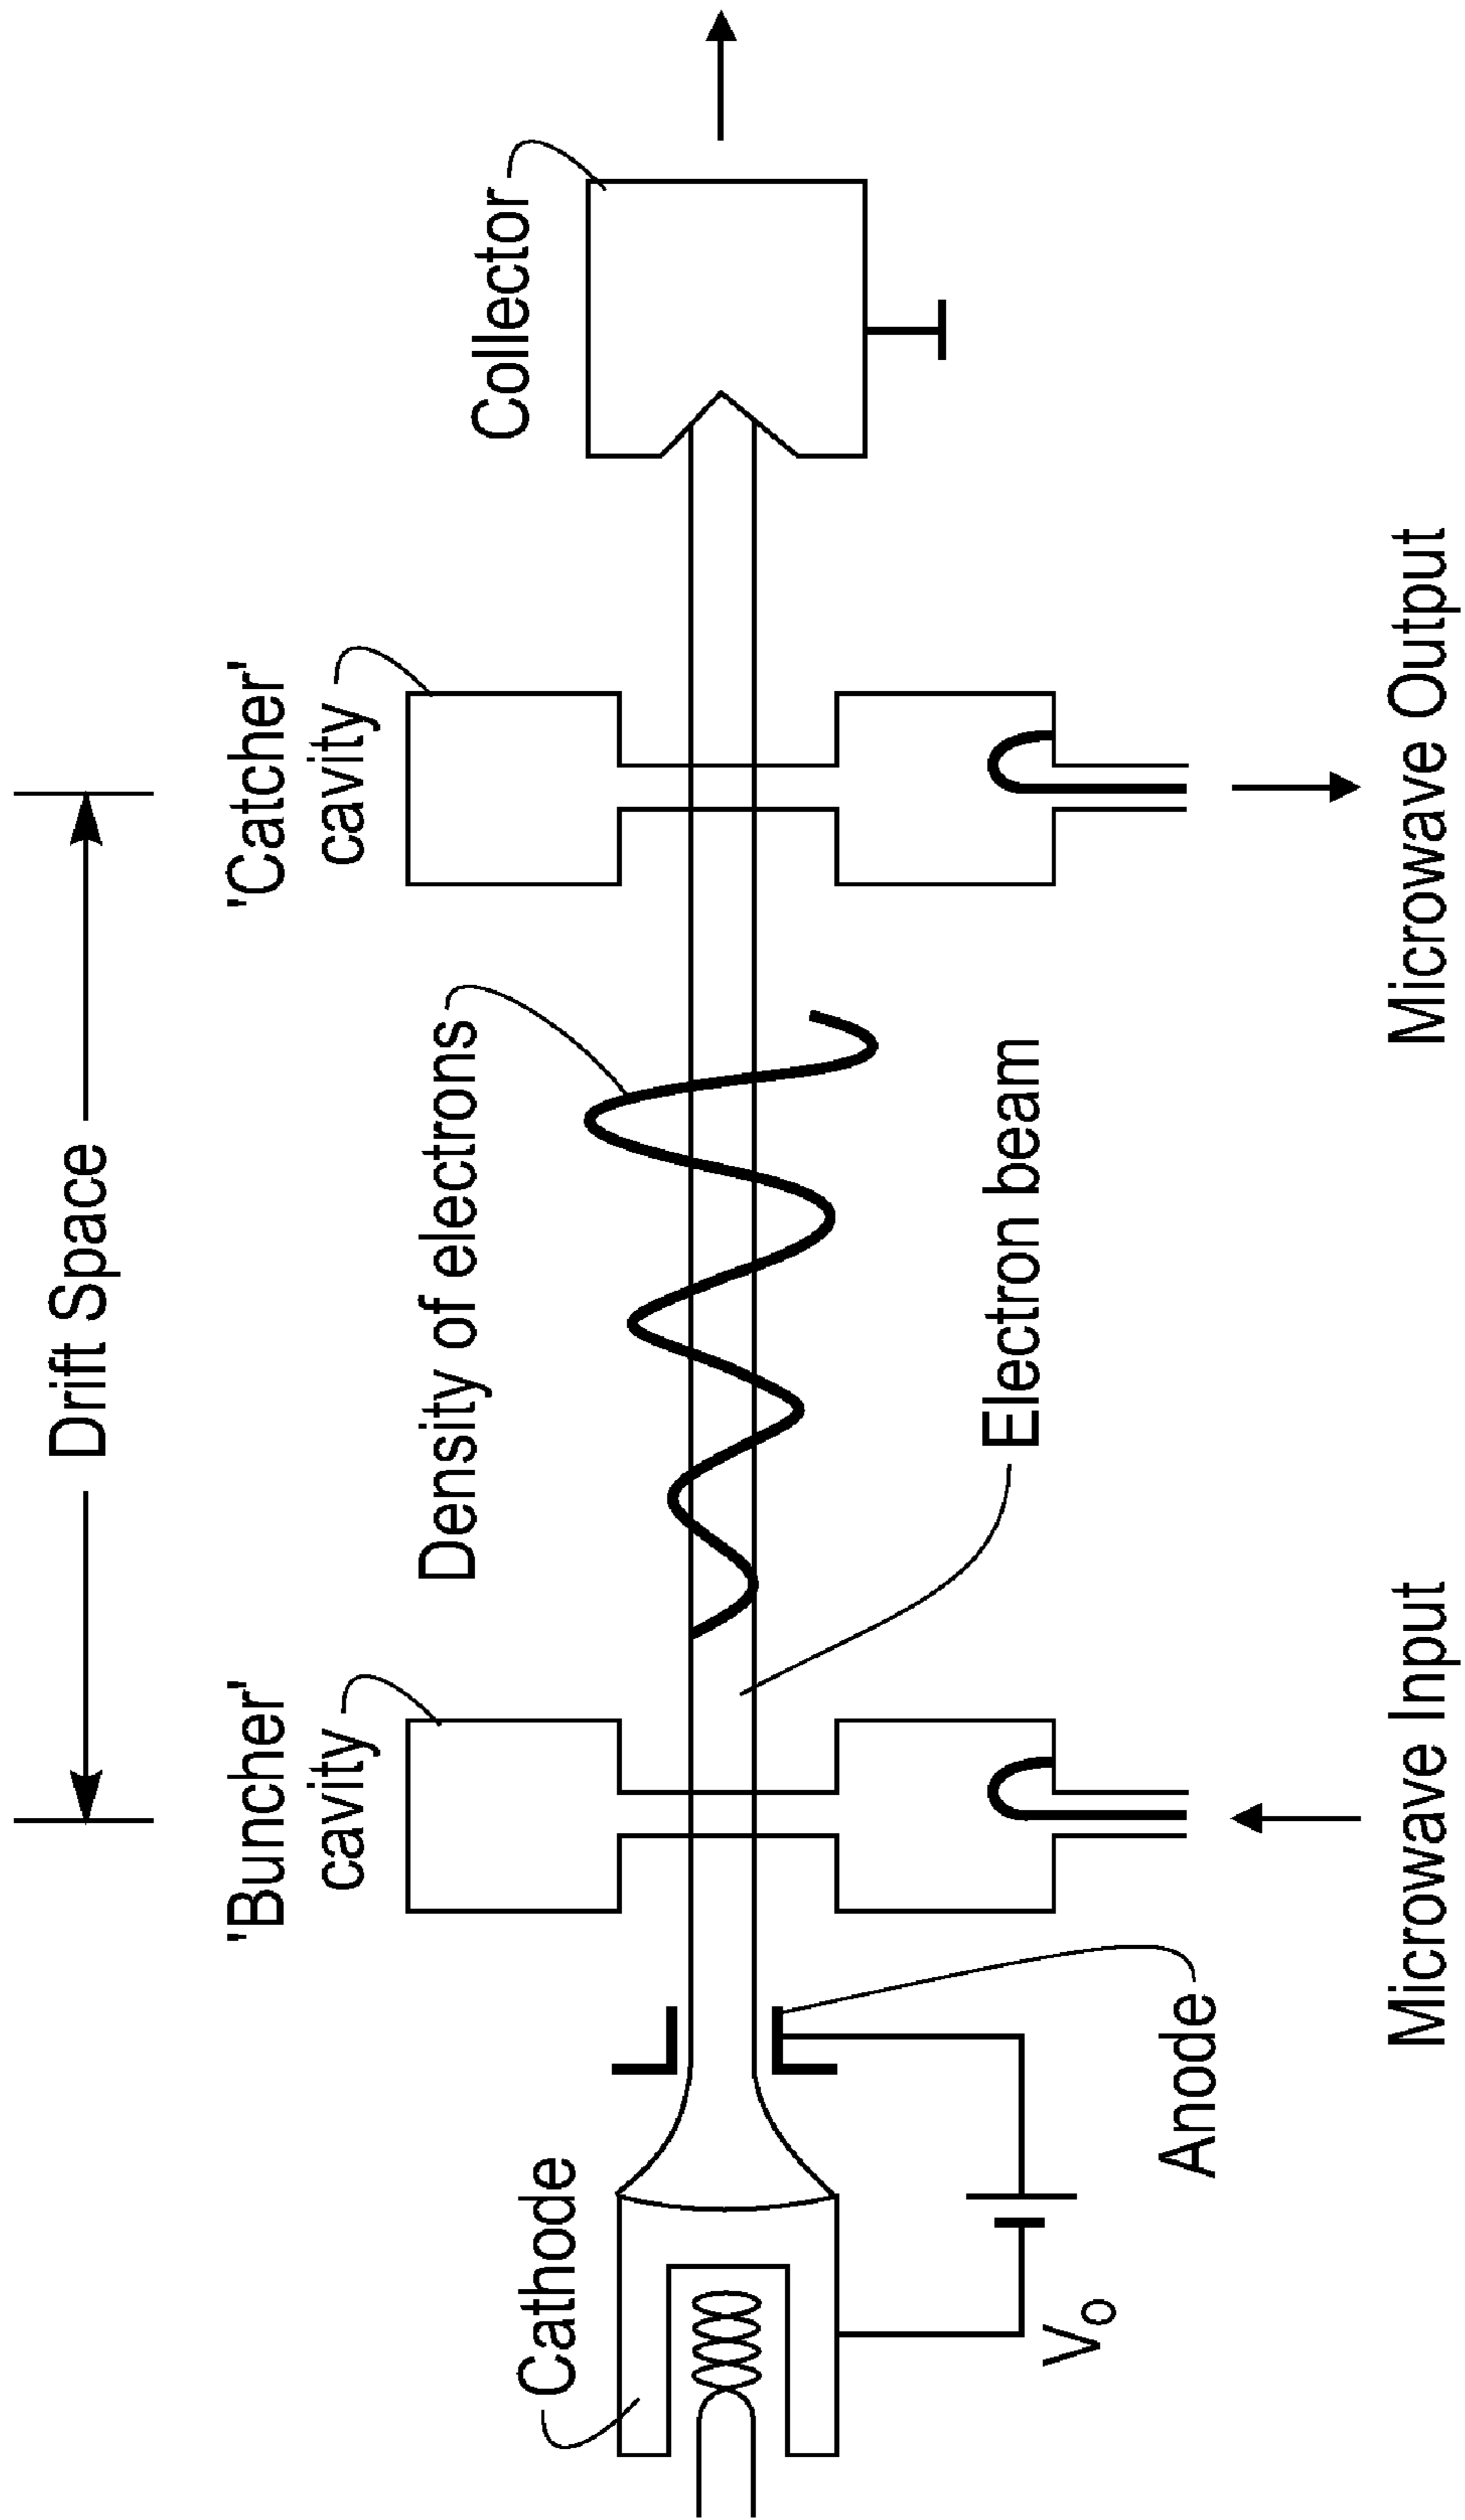 Drift Space
'Buncher'
cavity
'Catcher'
cavity
Density of electrons
Collector
Cathode
Electron beam
V₀
Anode
Microwave Input
Microwave Output